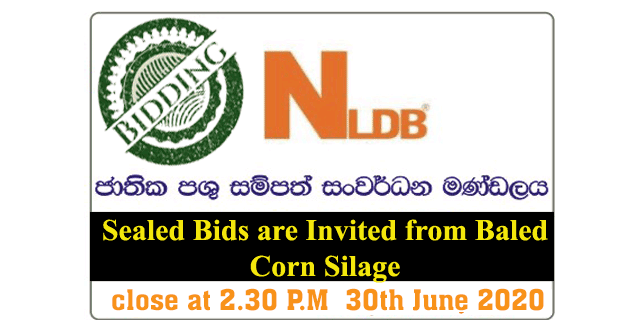 BIDDING
NLDB®
ජාතික පශු සම්පත් සංවර්ධන මණ්ඩලය
Sealed Bids are Invited from Baled
Corn Silage
close at 2.30 P.M 30th June 2020